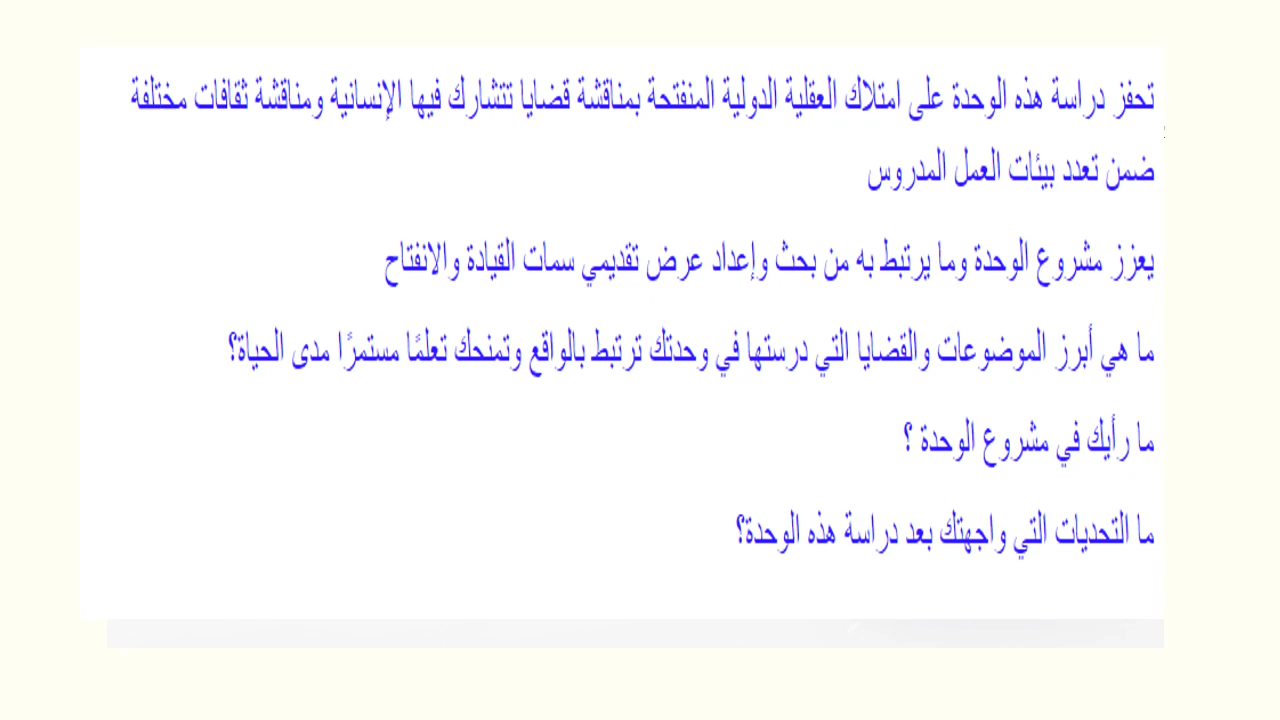 تحفز دراسة هذه الوحدة على امتلاك العقلية الدولية المنفتحة بمناقشة قضايا تتشارك فيها الإنسانية ومناقشة ثقافات مختلفة
ضمن تعدد بيئات العمل المدروس
يعزز مشروع الوحدة وما يرتبط به من بحث وإعداد عرض تقديمي سمات القيادة والانفتاح
ما هي أبرز الموضوعات والقضايا التي درستها في وحدتك ترتبط بالواقع وتمنحك تعلمًا مستمرًا مدى الحياة؟
ما رأيك في مشروع الوحدة ؟
ما التحديات التي واجهتك بعد دراسة هذه الوحدة؟